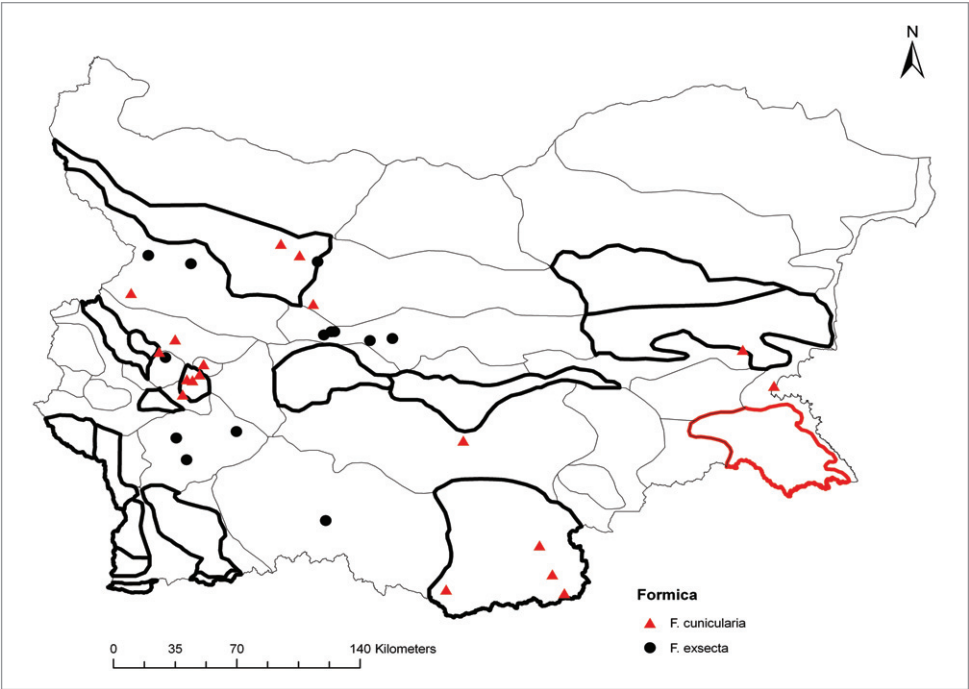 N
Formica
F. cunicularia
F. exsecta
0 35 70 140 Kilometers